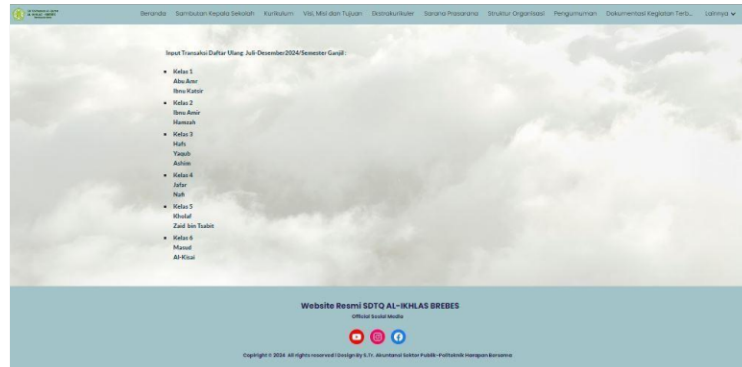 Beranda Sambutan Kepala Sekolah Kurikulum Visi, Misi dan Tujuan Ekstrakurikuler Sarana Prasarana Struktur Organisasi Pengumuman Dokumentasi Kegiatan Terb... Lainnya
Input Transaksi Daftar Ulang Juli-Desember2024/Semester Ganjil :
Kelas 1
Abu Amr
Ibnu Katsir
Kelas 2
Ibnu Amir
Hamzah
Kelas 3
Hafs
Yaqub
Ashim
Kelas 4
Jafar
Nafi
Kelas 5
Kholaf
Zaid bin Tsabit
Kelas 6
Masud
Al-Kisai
Website Resmi SDTQ AL-IKHLAS BREBES
Official Sosial Media
Copyright © 2024 All rights reserved | Design By S.Tr. Akuntansi Sektor Publik-Politeknik Harapan Bersama